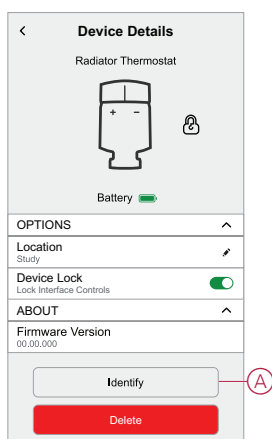 Device Details
Radiator Thermostat
+ -
Battery
OPTIONS
Location
Study
Device Lock
Lock Interface Controls
ABOUT
Firmware Version
00.00.000
Identify
A
Delete